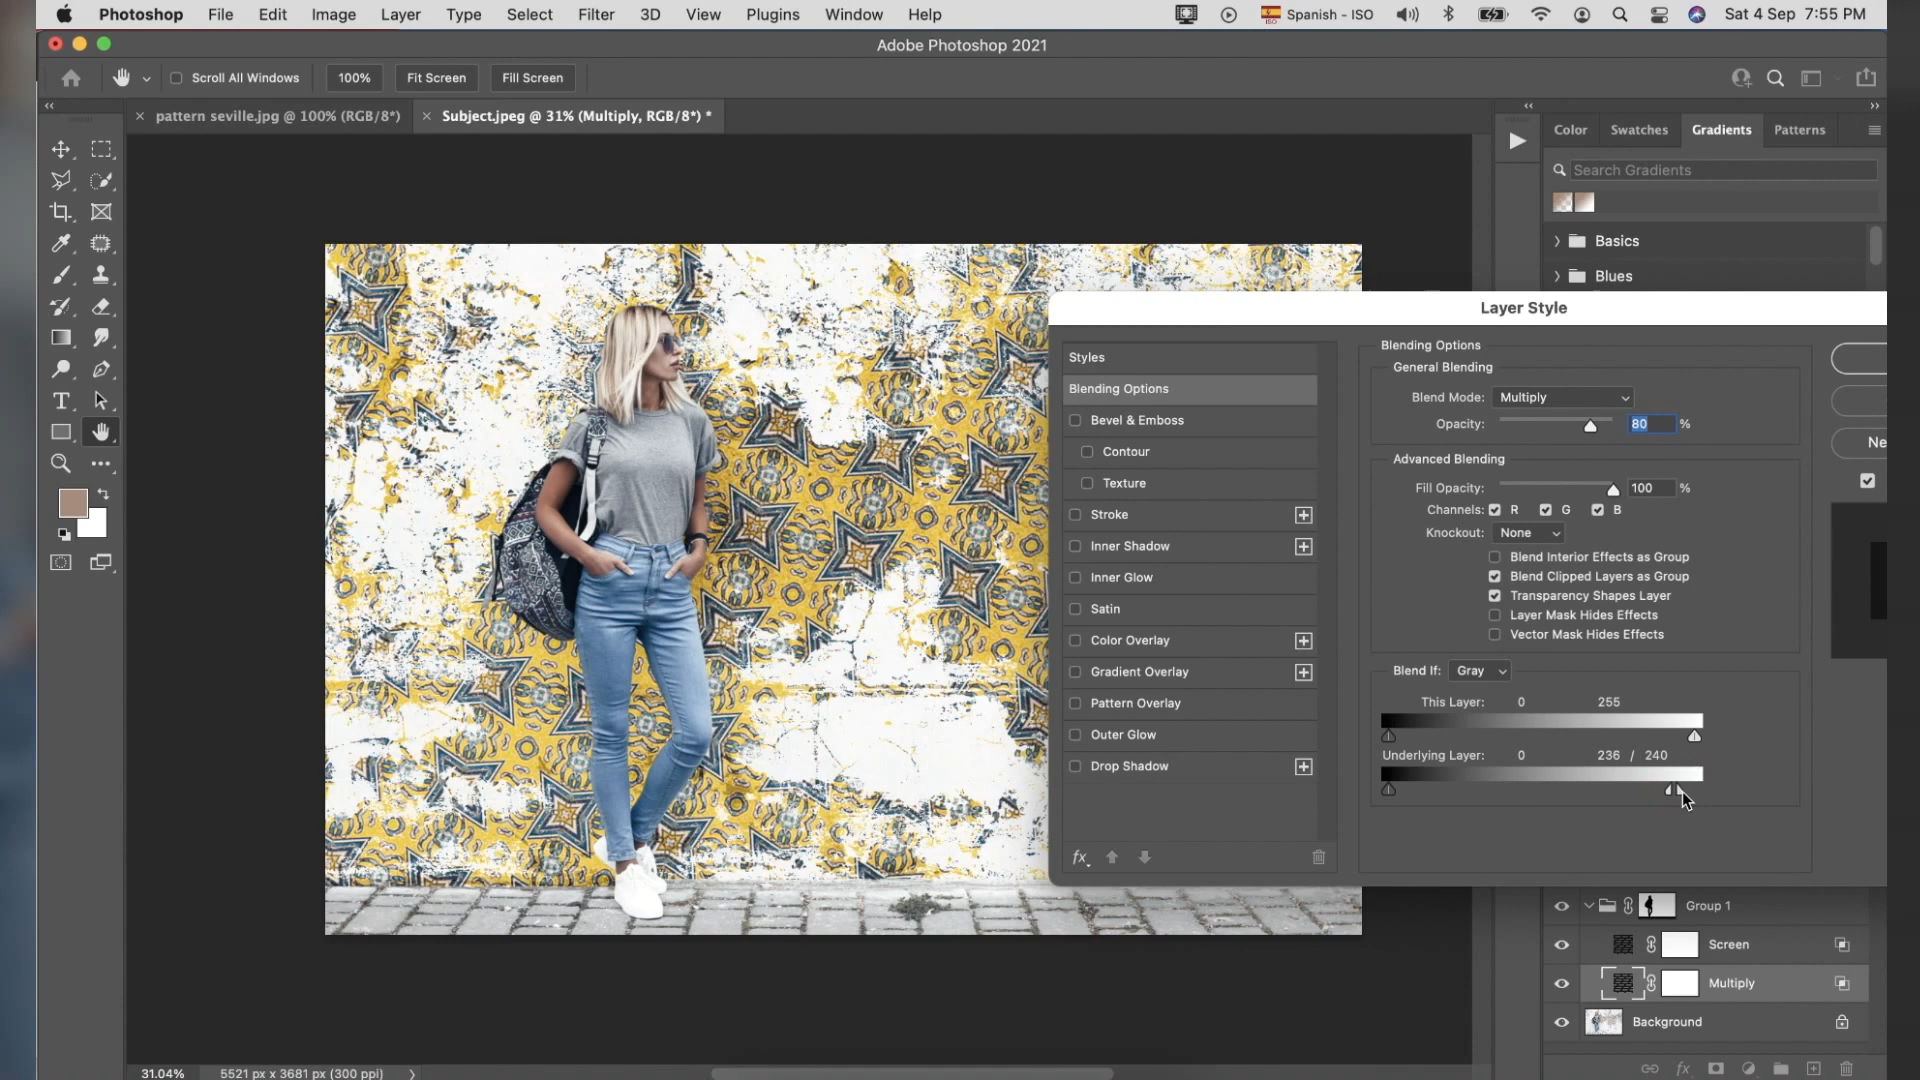 Photoshop File Edit Image Layer Type Select Filter 3D View Plugins Window Help Spanish - ISO Sat 4 Sep 7:55 PM
Adobe Photoshop 2021
Scroll All Windows 100% Fit Screen Fill Screen
pattern seville.jpg @ 100% (RGB/8*) Subject.jpeg @ 31% (Multiply, RGB/8*) *
Color Swatches Gradients Patterns
Search Gradients
Basics
Blues
Layer Style
Styles
Blending Options
Bevel & Emboss
Contour
Texture
Stroke
Inner Shadow
Inner Glow
Satin
Color Overlay
Gradient Overlay
Pattern Overlay
Outer Glow
Drop Shadow
fx
Blending Options
General Blending
Blend Mode: Multiply
Opacity: 80 %
Advanced Blending
Fill Opacity: 100 %
Channels: R G B
Knockout: None
Blend Interior Effects as Group
Blend Clipped Layers as Group
Transparency Shapes Layer
Layer Mask Hides Effects
Vector Mask Hides Effects
Blend If: Gray
This Layer: 0 255
Underlying Layer: 0 236 / 240
Ne
Group 1
Screen
Multiply
Background
fx
31.04% 5521 px x 3681 px (300 ppi)